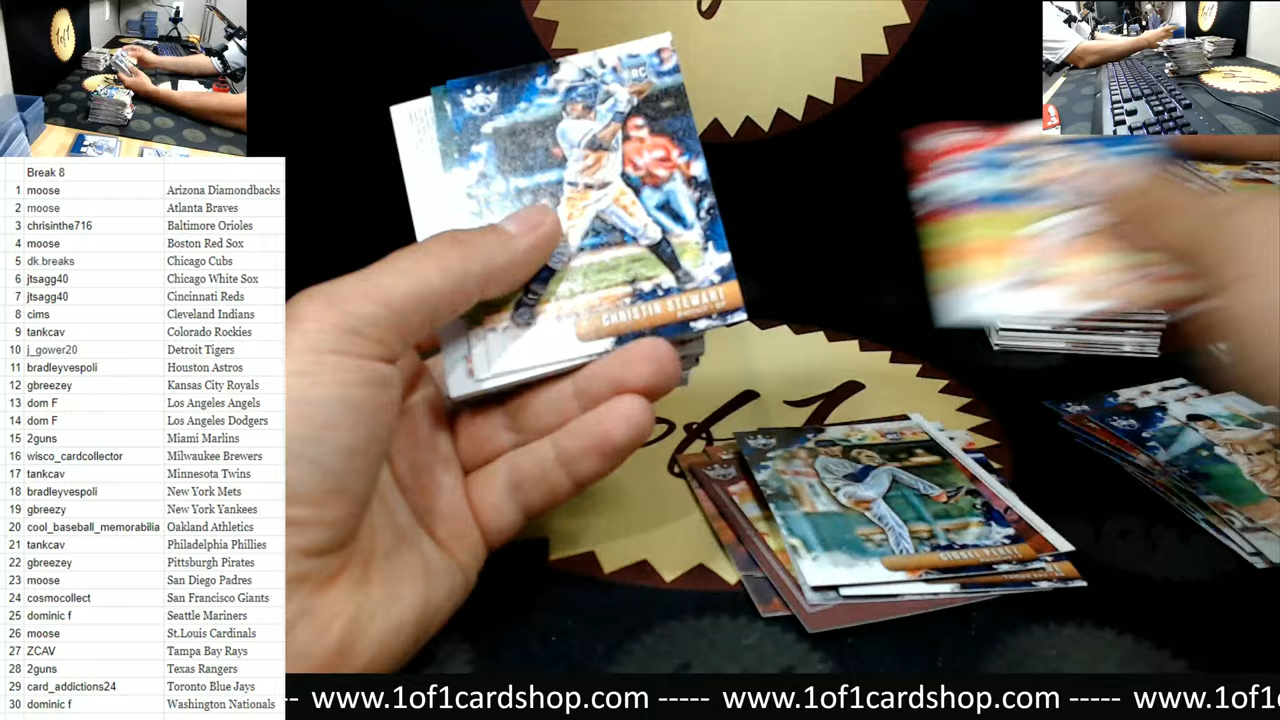 Break 8
1 moose Arizona Diamondbacks
2 moose Atlanta Braves
3 chrisinthe716 Baltimore Orioles
4 moose Boston Red Sox
5 dk.breaks Chicago Cubs
6 jtsagg40 Chicago White Sox
7 jtsagg40 Cincinnati Reds
8 cims Cleveland Indians
9 tankcav Colorado Rockies
10 j_gower20 Detroit Tigers
11 bradleyvespoli Houston Astros
12 gbreezey Kansas City Royals
13 dom F Los Angeles Angels
14 dom F Los Angeles Dodgers
15 2guns Miami Marlins
16 wisco_cardcollector Milwaukee Brewers
17 tankcav Minnesota Twins
18 bradleyvespoli New York Mets
19 gbreezy New York Yankees
20 cool_baseball_memorabilia Oakland Athletics
21 tankcav Philadelphia Phillies
22 gbreezey Pittsburgh Pirates
23 moose San Diego Padres
24 cosmocollect San Francisco Giants
25 dominic f Seattle Mariners
26 moose St.Louis Cardinals
27 ZCAV Tampa Bay Rays
28 2guns Texas Rangers
29 card_addictions24 Toronto Blue Jays
30 dominic f Washington Nationals
RC
CHRISTIN STEWART
1of1
-- www.1of1cardshop.com ----- www.1of1cardshop.com ----- www.1of1